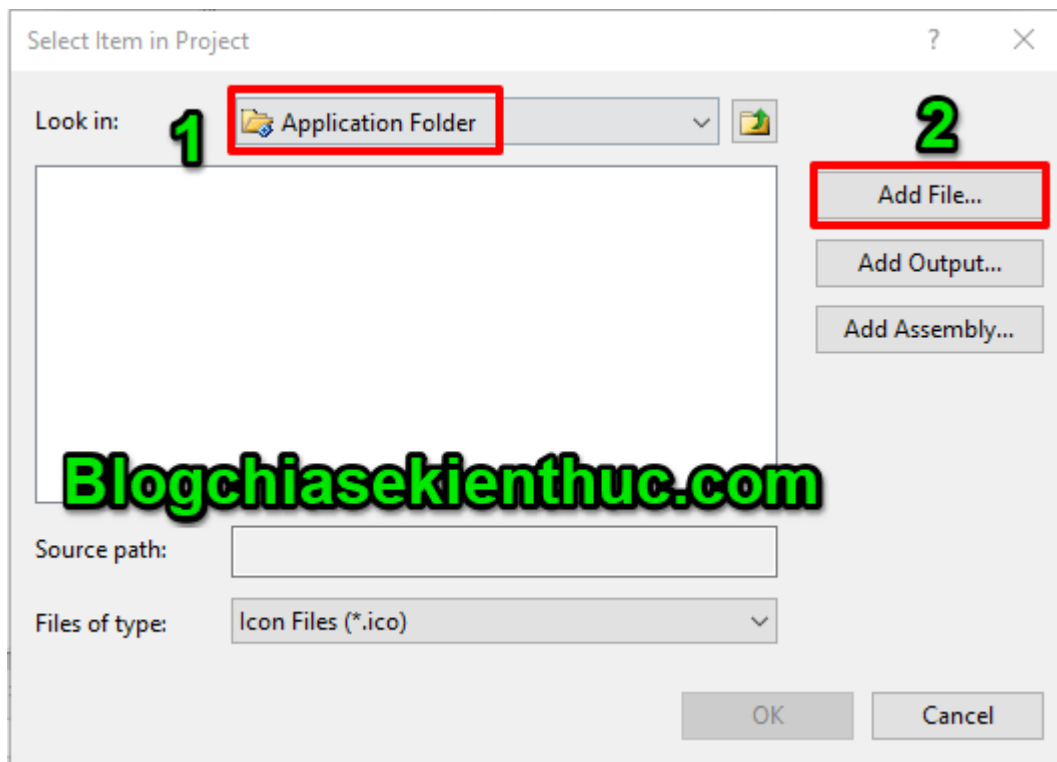 Select Item in Project
?
Look in:
1
Application Folder
2
Add File...
Add Output...
Add Assembly...
Blogchiasekienthuc.com
Source path:
Files of type:
Icon Files (*.ico)
OK
Cancel